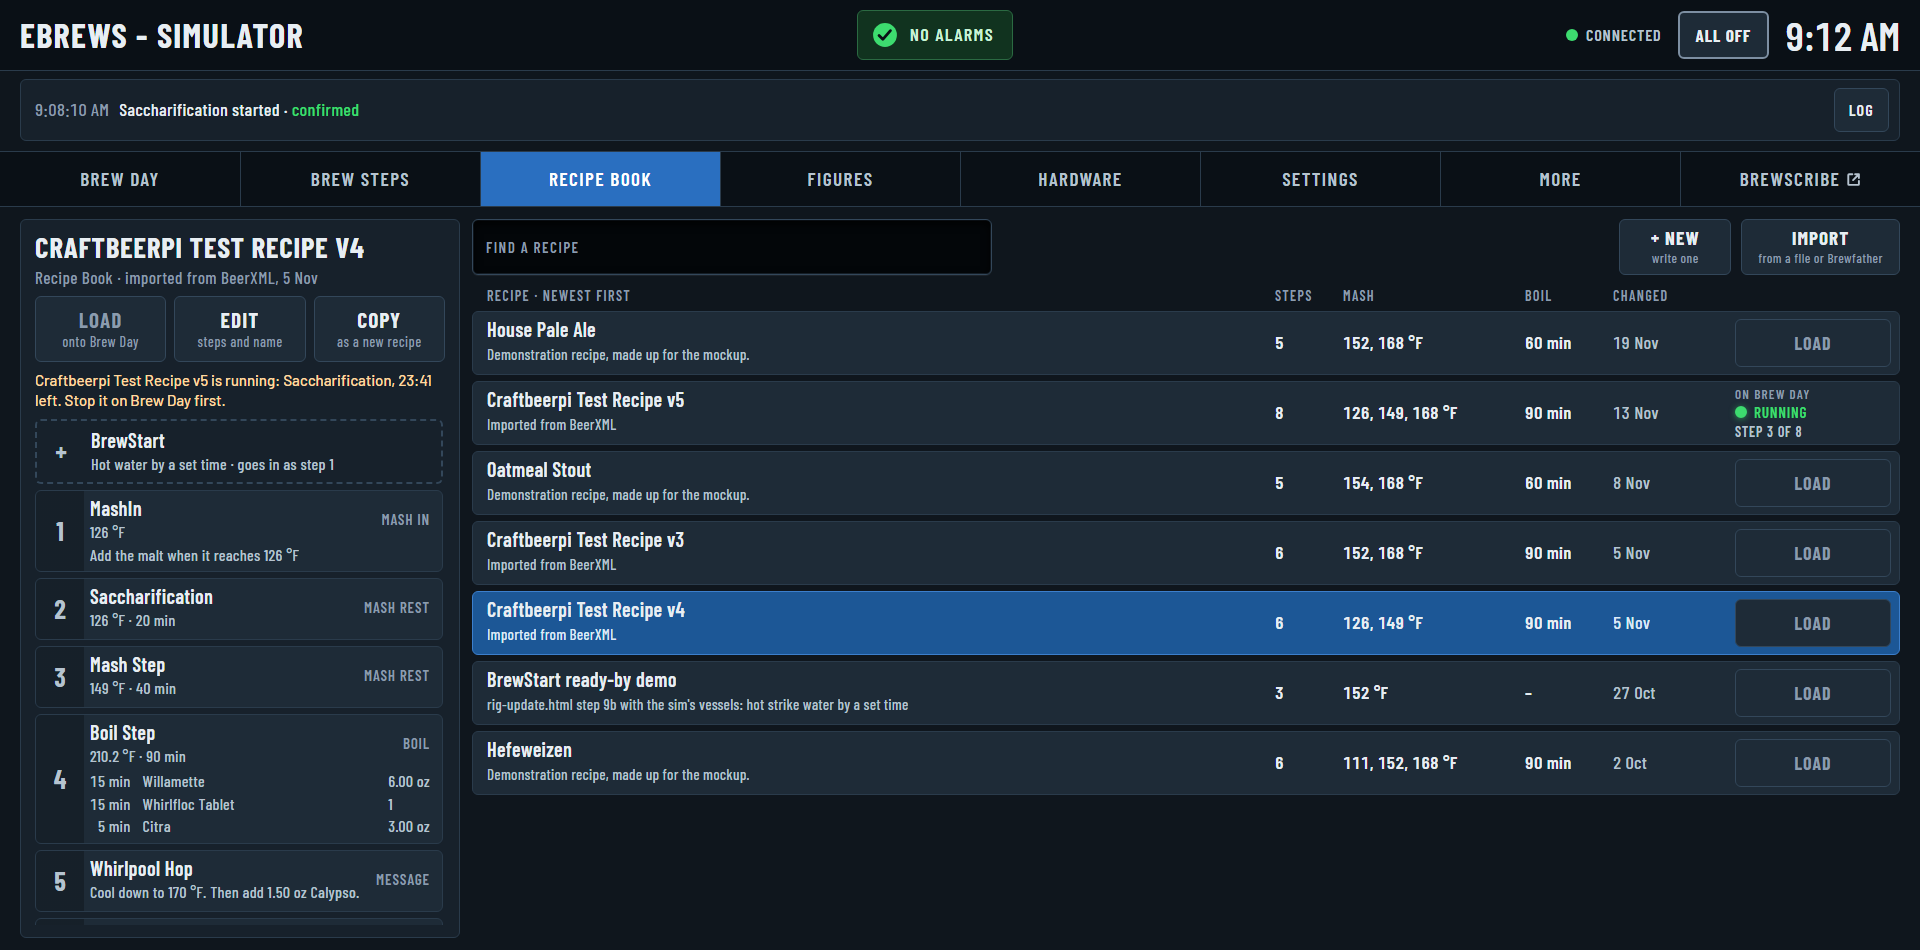 EBREWS - SIMULATOR
NO ALARMS
CONNECTED
ALL OFF
9:12 AM
9:08:10 AM Saccharification started · confirmed
LOG
BREW DAY
BREW STEPS
RECIPE BOOK
FIGURES
HARDWARE
SETTINGS
MORE
BREWSCRIBE
CRAFTBEERPI TEST RECIPE V4
Recipe Book · imported from BeerXML, 5 Nov
LOAD
onto Brew Day
EDIT
steps and name
COPY
as a new recipe
Craftbeerpi Test Recipe v5 is running: Saccharification, 23:41
left. Stop it on Brew Day first.
+
BrewStart
Hot water by a set time · goes in as step 1
1
MashIn
126 °F
Add the malt when it reaches 126 °F
MASH IN
2
Saccharification
126 °F · 20 min
MASH REST
3
Mash Step
149 °F · 40 min
MASH REST
4
Boil Step
210.2 °F · 90 min
BOIL
15 min Willamette 6.00 oz
15 min Whirlfloc Tablet 1
5 min Citra 3.00 oz
5
Whirlpool Hop
Cool down to 170 °F. Then add 1.50 oz Calypso.
MESSAGE
FIND A RECIPE
+ NEW
write one
IMPORT
from a file or Brewfather
RECIPE · NEWEST FIRST STEPS MASH BOIL CHANGED
House Pale Ale
Demonstration recipe, made up for the mockup.
5 152, 168 °F 60 min 19 Nov LOAD
Craftbeerpi Test Recipe v5
Imported from BeerXML
8 126, 149, 168 °F 90 min 13 Nov
ON BREW DAY
RUNNING
STEP 3 OF 8
Oatmeal Stout
Demonstration recipe, made up for the mockup.
5 154, 168 °F 60 min 8 Nov LOAD
Craftbeerpi Test Recipe v3
Imported from BeerXML
6 152, 168 °F 90 min 5 Nov LOAD
Craftbeerpi Test Recipe v4
Imported from BeerXML
6 126, 149 °F 90 min 5 Nov LOAD
BrewStart ready-by demo
rig-update.html step 9b with the sim's vessels: hot strike water by a set time
3 152 °F – 27 Oct LOAD
Hefeweizen
Demonstration recipe, made up for the mockup.
6 111, 152, 168 °F 90 min 2 Oct LOAD